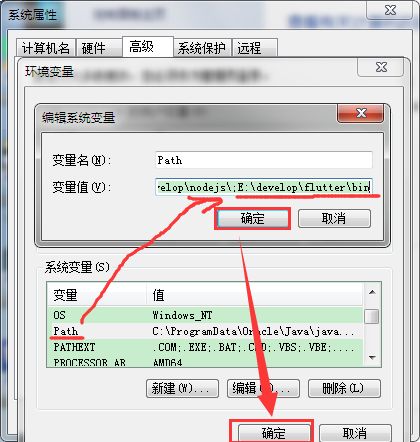 系统属性
计算机名 硬件 高级 系统保护 远程
环境变量
编辑系统变量
变量名(N): Path
变量值(V): elop\nodejs\;E:\develop\flutter\bin
确定 取消
系统变量(S)
变量 值
OS Windows_NT
Path C:\ProgramData\Oracle\Java\java...
PATHEXT .COM;.EXE;.BAT;.CMD;.VBS;.VBE;....
PROCESSOR_AR AMD64
新建(W)... 编辑 )... 删除(L)
确定 取消